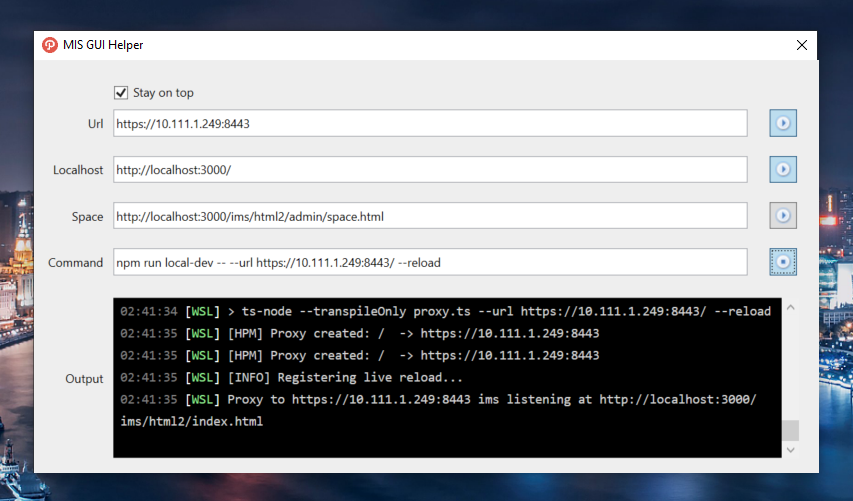 MIS GUI Helper
Stay on top
Url
https://10.111.1.249:8443
Localhost
http://localhost:3000/
Space
http://localhost:3000/ims/html2/admin/space.html
Command
npm run local-dev -- --url https://10.111.1.249:8443/ --reload
Output
02:41:34 [WSL] > ts-node --transpileOnly proxy.ts --url https://10.111.1.249:8443/ --reload
02:41:35 [WSL] [HPM] Proxy created: /  -> https://10.111.1.249:8443
02:41:35 [WSL] [HPM] Proxy created: /  -> https://10.111.1.249:8443
02:41:35 [WSL] [INFO] Registering live reload...
02:41:35 [WSL] Proxy to https://10.111.1.249:8443 ims listening at http://localhost:3000/
ims/html2/index.html